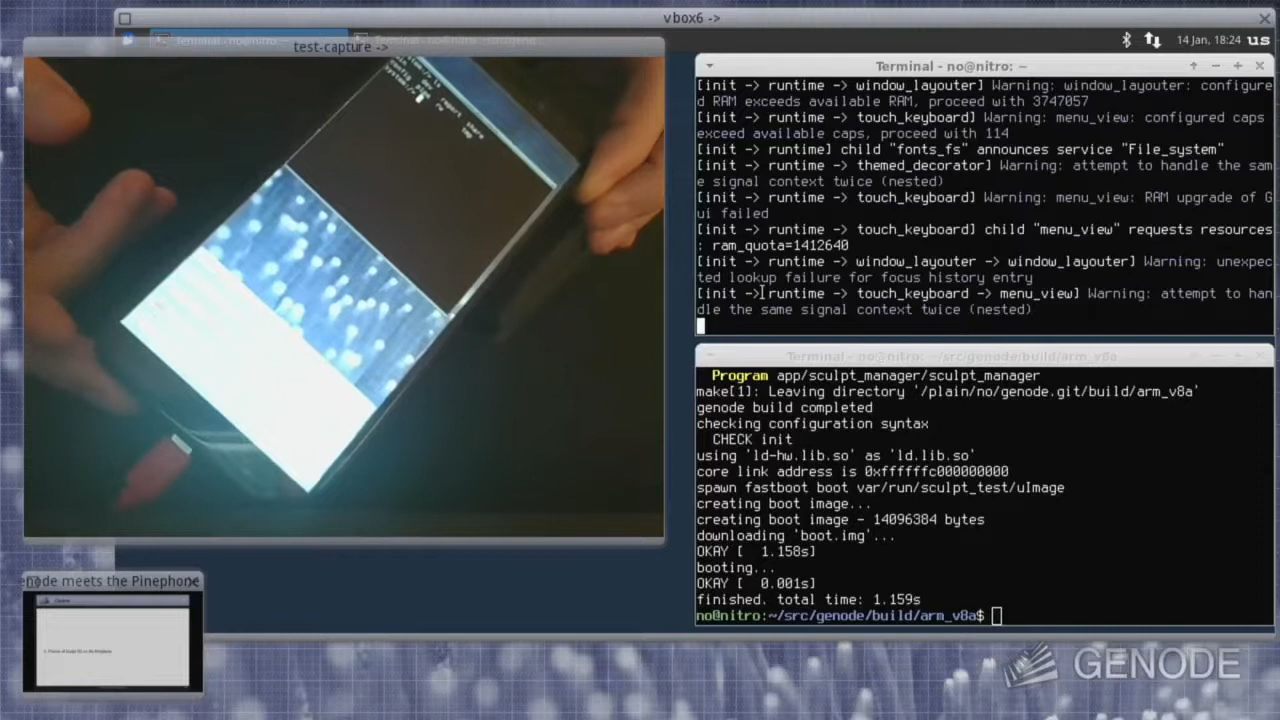 vbox6 ->
test-capture ->
14 Jan, 18:24 us
Terminal - no@nitro: ~
[init -> runtime -> window_layouter] Warning: window_layouter: configure
d RAM exceeds available RAM, proceed with 3747057
[init -> runtime -> touch_keyboard] Warning: menu_view: configured caps
exceed available caps, proceed with 114
[init -> runtime] child "fonts_fs" announces service "File_system"
[init -> runtime -> themed_decorator] Warning: attempt to handle the sam
e signal context twice (nested)
[init -> runtime -> touch_keyboard] Warning: menu_view: RAM upgrade of G
ui failed
[init -> runtime -> touch_keyboard] child "menu_view" requests resources
: ram_quota=1412640
[init -> runtime -> window_layouter -> window_layouter] Warning: unexpec
ted lookup failure for focus history entry
[init -> runtime -> touch_keyboard -> menu_view] Warning: attempt to han
dle the same signal context twice (nested)
Terminal - no@nitro: ~/src/genode/build/arm_v8a
Program app/sculpt_manager/sculpt_manager
make[1]: Leaving directory '/plain/no/genode.git/build/arm_v8a'
genode build completed
checking configuration syntax
CHECK init
using 'ld-hw.lib.so' as 'ld.lib.so'
core link address is 0xffffffc000000000
spawn fastboot boot var/run/sculpt_test/uImage
creating boot image...
creating boot image - 14096384 bytes
downloading 'boot.img'...
OKAY [  1.158s]
booting...
OKAY [  0.001s]
finished. total time: 1.159s
no@nitro:~/src/genode/build/arm_v8a$
enode meets the Pinephone
GENODE